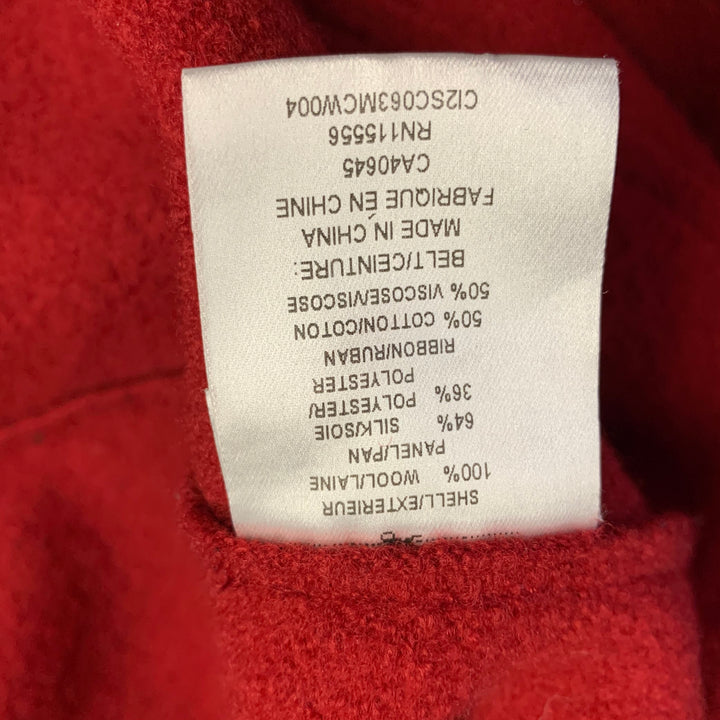 SHELL/EXTERIEUR
100% WOOL/LAINE
PANEL/PAN
64% SILK/SOIE
36% POLYESTER/
POLYESTER
RIBBON/RUBAN
50% COTTON/COTON
50% VISCOSE/VISCOSE
BELT/CEINTURE:
MADE IN CHINA
FABRIQUE EN CHINE
CA40645
RN115556
CI2SC063MCW004